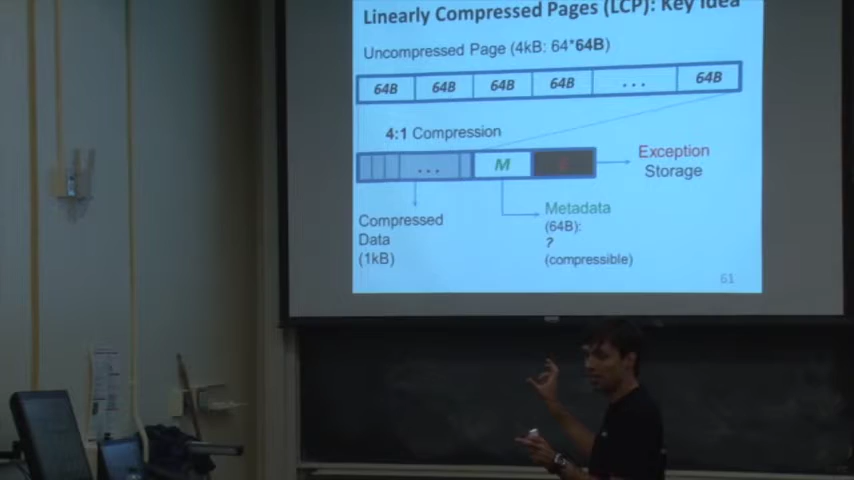 Linearly Compressed Pages (LCP): Key Idea
Uncompressed Page (4kB: 64*64B)
64B 64B 64B 64B ... 64B
4:1 Compression
... M
Exception
Storage
Compressed
Data
(1kB)
Metadata
(64B):
?
(compressible)
61